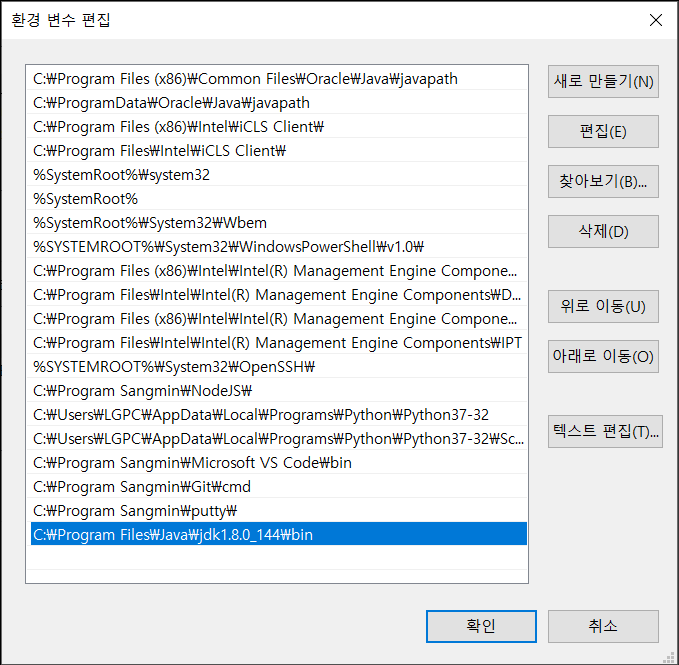 환경 변수 편집
C:₩Program Files (x86)₩Common Files₩Oracle₩Java₩javapath
C:₩ProgramData₩Oracle₩Java₩javapath
C:₩Program Files (x86)₩Intel₩iCLS Client₩
C:₩Program Files₩Intel₩iCLS Client₩
%SystemRoot%₩system32
%SystemRoot%
%SystemRoot%₩System32₩Wbem
%SYSTEMROOT%₩System32₩WindowsPowerShell₩v1.0₩
C:₩Program Files (x86)₩Intel₩Intel(R) Management Engine Compone...
C:₩Program Files₩Intel₩Intel(R) Management Engine Components₩D...
C:₩Program Files (x86)₩Intel₩Intel(R) Management Engine Compone...
C:₩Program Files₩Intel₩Intel(R) Management Engine Components₩IPT
%SYSTEMROOT%₩System32₩OpenSSH₩
C:₩Program Sangmin₩NodeJS₩
C:₩Users₩LGPC₩AppData₩Local₩Programs₩Python₩Python37-32
C:₩Users₩LGPC₩AppData₩Local₩Programs₩Python₩Python37-32₩Sc...
C:₩Program Sangmin₩Microsoft VS Code₩bin
C:₩Program Sangmin₩Git₩cmd
C:₩Program Sangmin₩putty₩
C:₩Program Files₩Java₩jdk1.8.0_144₩bin
새로 만들기(N)
편집(E)
찾아보기(B)...
삭제(D)
위로 이동(U)
아래로 이동(O)
텍스트 편집(T)...
확인
취소